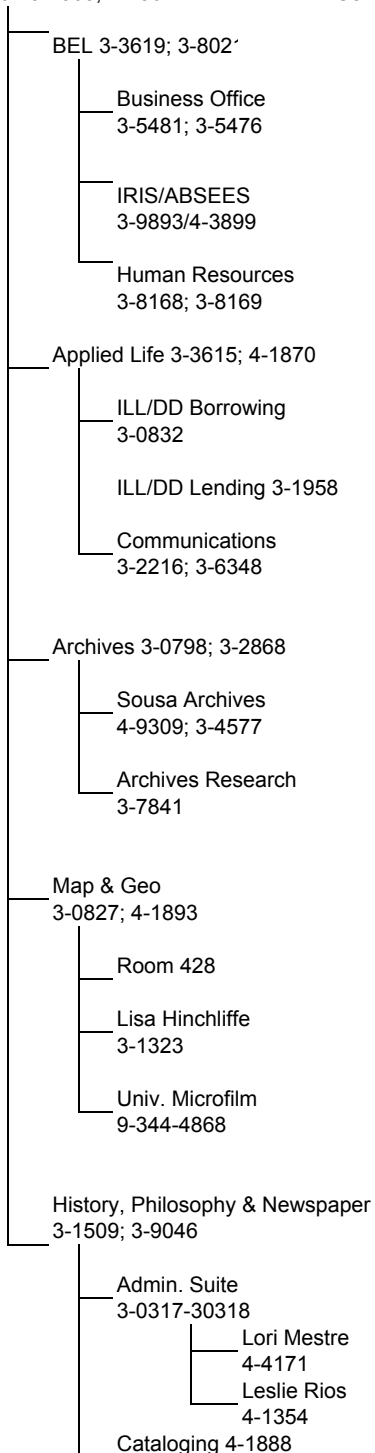 BEL 3-3619; 3-802
Business Office
3-5481; 3-5476
IRIS/ABSEES
3-9893/4-3899
Human Resources
3-8168; 3-8169
Applied Life 3-3615; 4-1870
ILL/DD Borrowing
3-0832
ILL/DD Lending 3-1958
Communications
3-2216; 3-6348
Archives 3-0798; 3-2868
Sousa Archives
4-9309; 3-4577
Archives Research
3-7841
Map & Geo
3-0827; 4-1893
Room 428
Lisa Hinchliffe
3-1323
Univ. Microfilm
9-344-4868
History, Philosophy & Newspaper
3-1509; 3-9046
Admin. Suite
3-0317-30318
Lori Mestre
4-4171
Leslie Rios
4-1354
Cataloging 4-1888